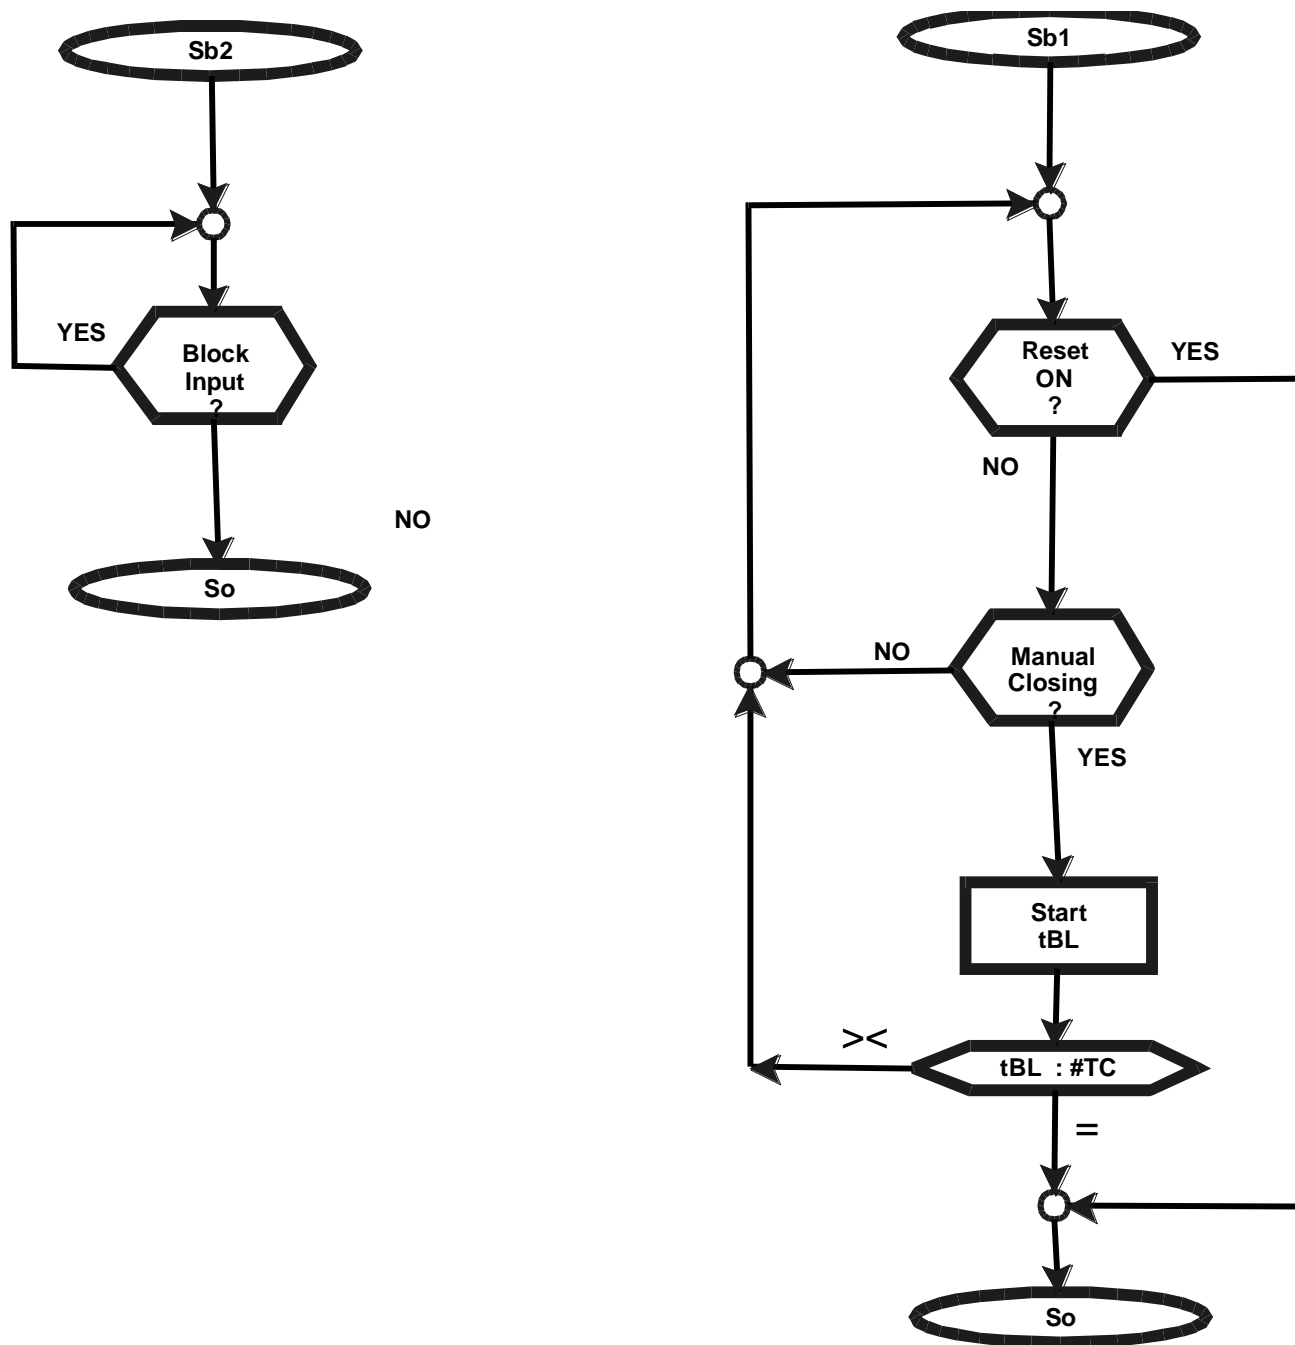 Sb2
YES
Block
Input
?
NO
So
Sb1
Reset
ON
?
YES
NO
Manual
Closing
?
NO
YES
Start
tBL
><
tBL : #TC
=
So